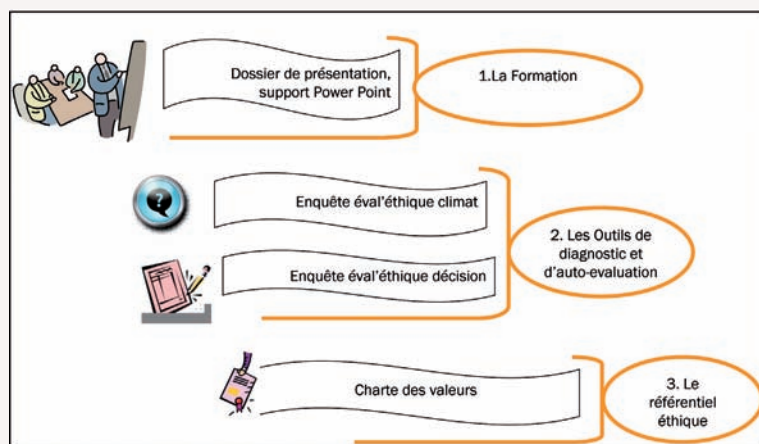 Dossier de présentation,
support Power Point
1.La Formation
?
Enquête éval'éthique climat
Enquête éval'éthique décision
2. Les Outils de
diagnostic et
d'auto-evaluation
Charte des valeurs
3. Le
référentiel
éthique